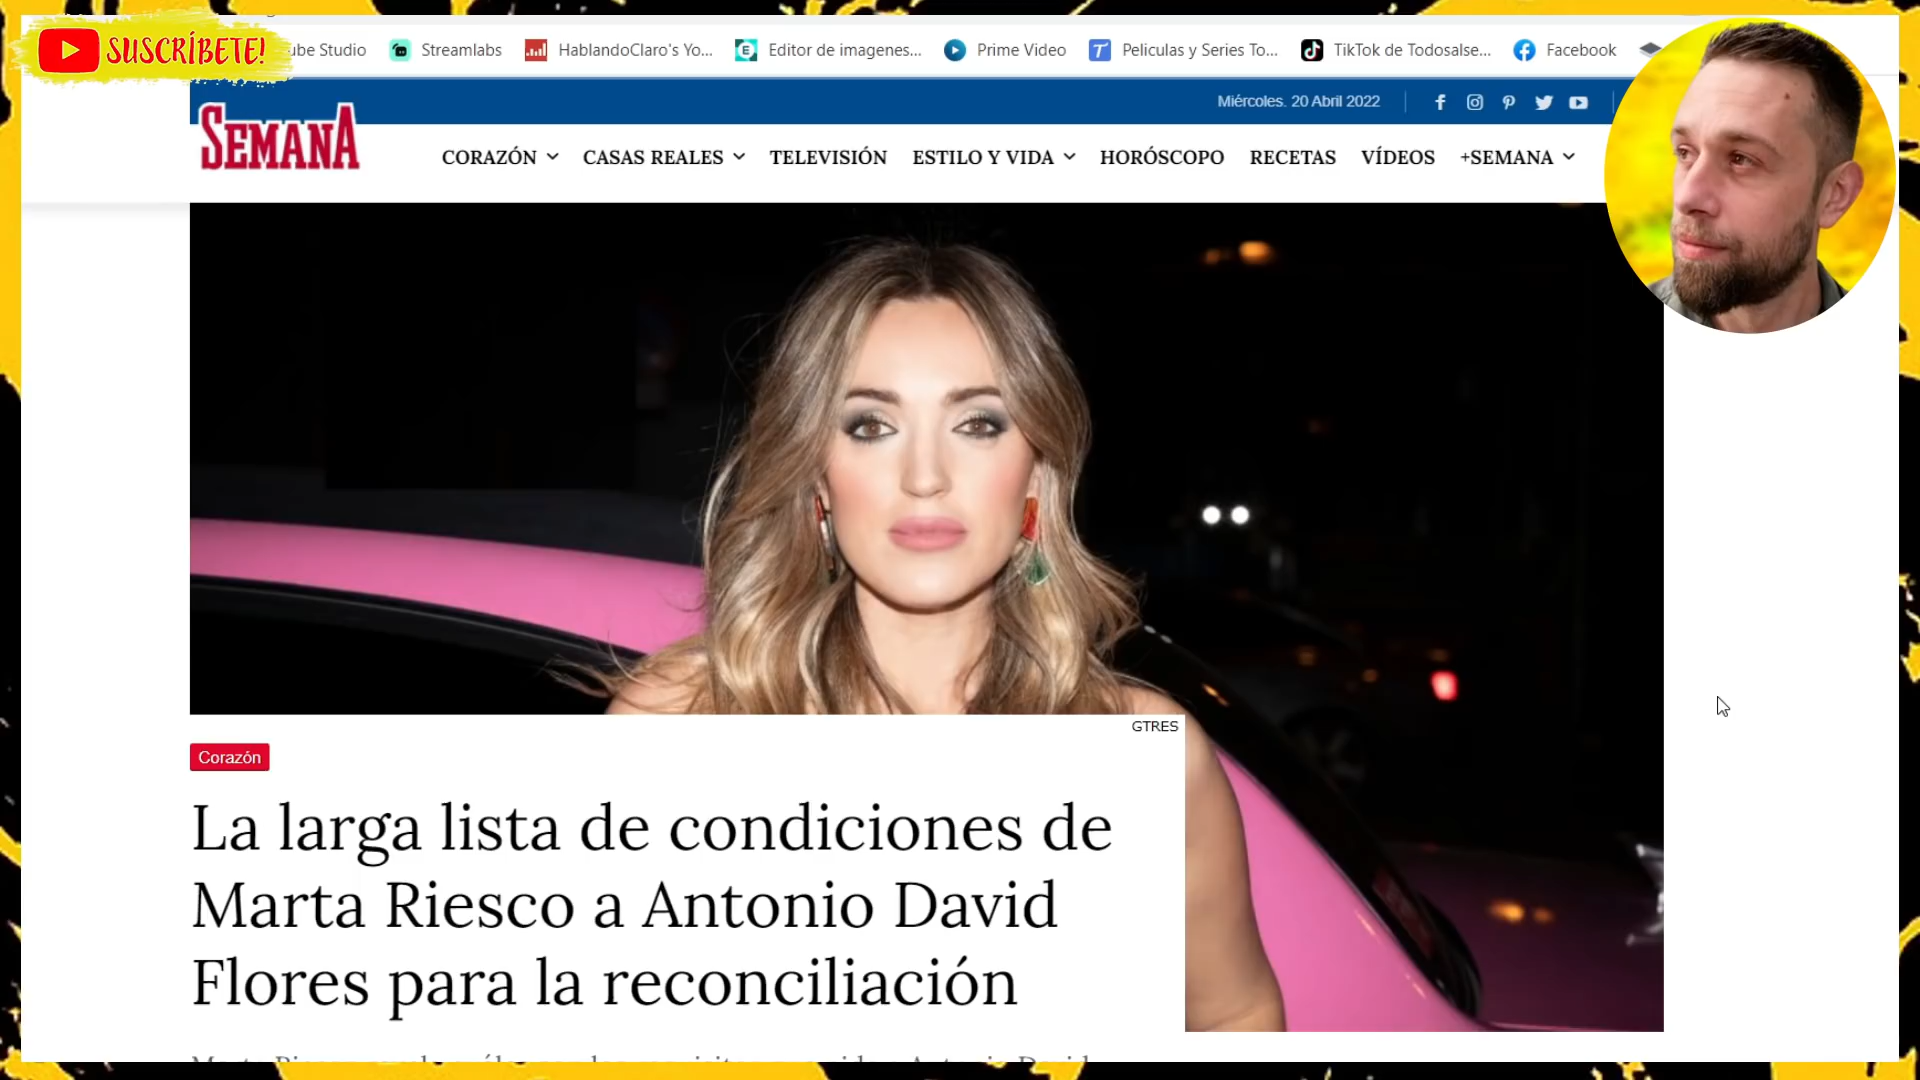 SUSCRÍBETE!
ube Studio
Streamlabs
HablandoClaro's Yo...
Editor de imagenes...
Prime Video
Peliculas y Series To...
TikTok de Todosalse...
Facebook
Miércoles. 20 Abril 2022
SEMANA
CORAZÓN
CASAS REALES
TELEVISIÓN
ESTILO Y VIDA
HORÓSCOPO
RECETAS
VÍDEOS
+SEMANA
GTRES
Corazón
La larga lista de condiciones de
Marta Riesco a Antonio David
Flores para la reconciliación